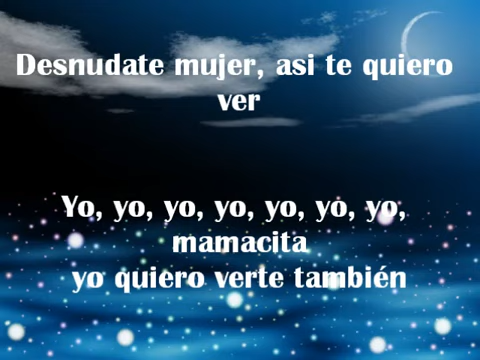 Desnudate mujer, asi te quiero
ver
Yo, yo, yo, yo, yo, yo, yo,
mamacita
yo quiero verte también